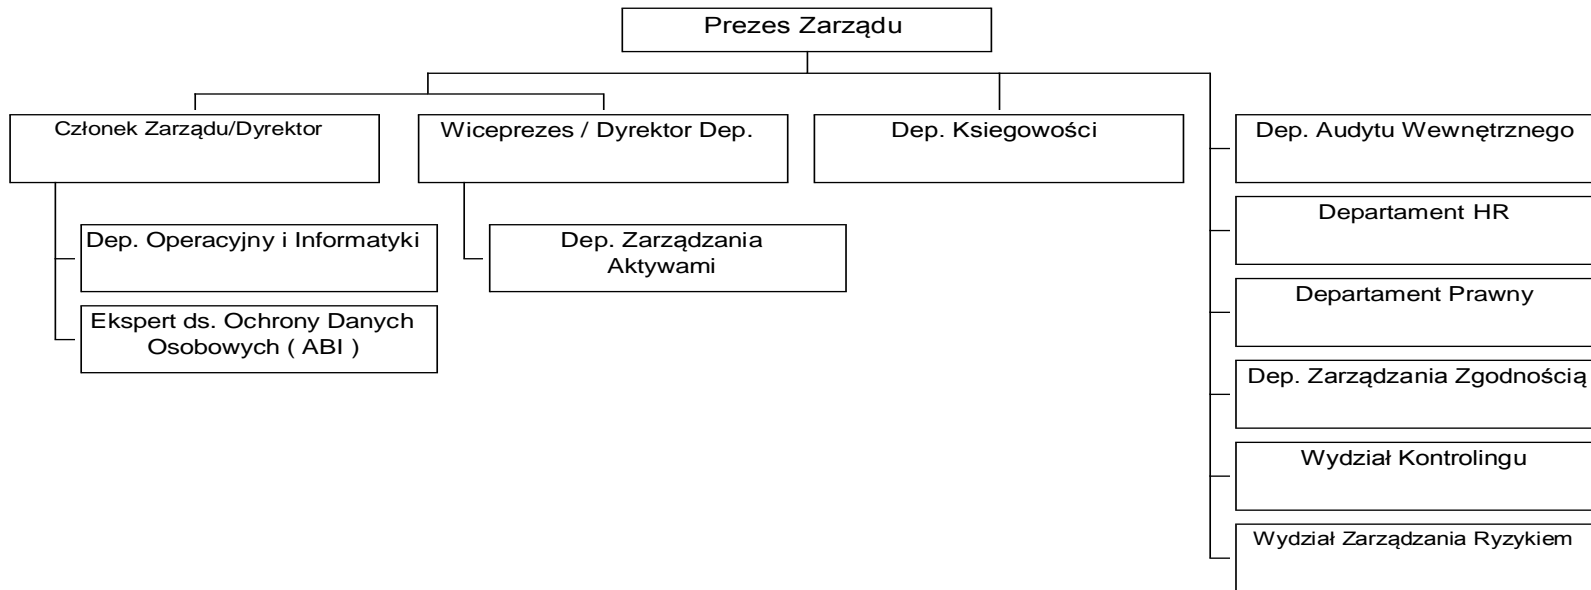 Prezes Zarządu
Członek Zarządu/Dyrektor
Wiceprezes / Dyrektor Dep.
Dep. Ksiegowości
Dep. Audytu Wewnętrznego
Departament HR
Dep. Operacyjny i Informatyki
Dep. Zarządzania
Aktywami
Departament Prawny
Ekspert ds. Ochrony Danych
Osobowych ( ABI )
Dep. Zarządzania Zgodnością
Wydział Kontrolingu
Wydział Zarządzania Ryzykiem